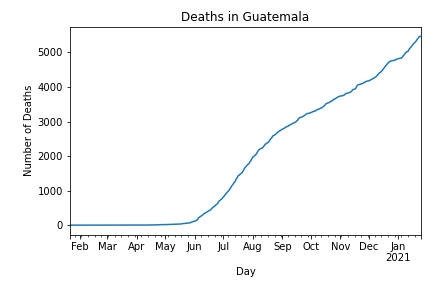 Deaths in Guatemala
Number of Deaths
5000
4000
3000
2000
1000
0
Feb Mar Apr May Jun Jul Aug Sep Oct Nov Dec Jan
2021
Day